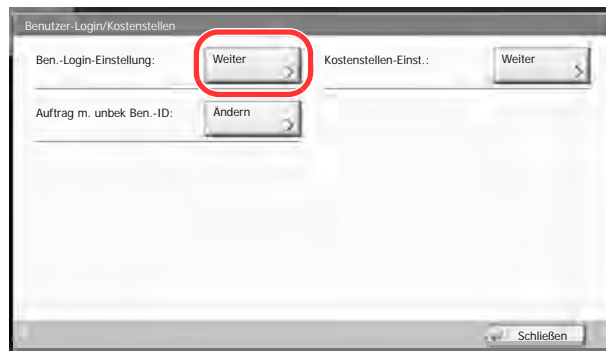 Benutzer-Login/Kostenstellen
Ben.-Login-Einstellung: Weiter Kostenstellen-Einst.: Weiter
Auftrag m. unbek Ben.-ID: Ändern
Schließen